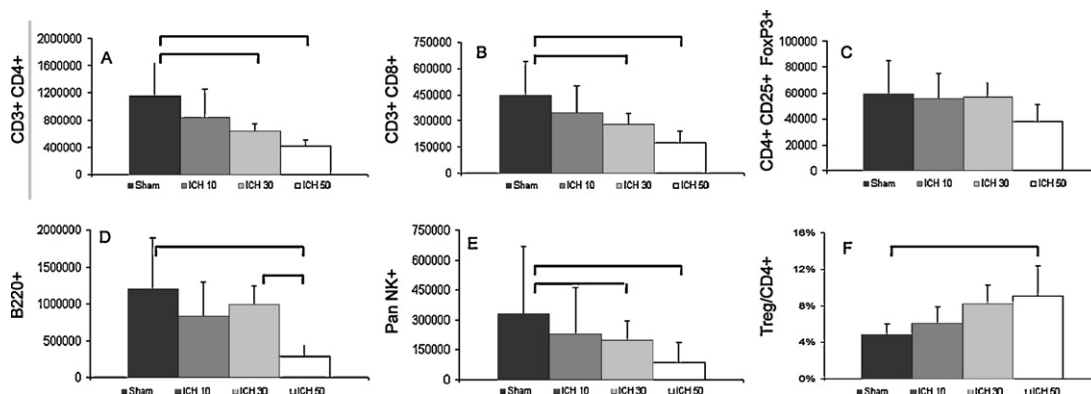 A
CD3+ CD4+
2000000
1600000
1200000
800000
400000
0
Sham ICH 10 ICH 30 ICH 50
B
CD3+ CD8+
750000
600000
450000
300000
150000
0
Sham ICH 10 ICH 30 ICH 50
C
CD4+ CD25+ FoxP3+
100000
80000
60000
40000
20000
0
Sham ICH 10 ICH 30 ICH 50
D
B220+
2000000
1500000
1000000
500000
0
Sham ICH 10 ICH 30 ICH 50
E
Pan NK+
750000
600000
450000
300000
150000
0
Sham ICH 10 ICH 30 ICH 50
F
Treg/CD4+
16%
12%
8%
4%
0%
Sham ICH 10 ICH 30 ICH 50